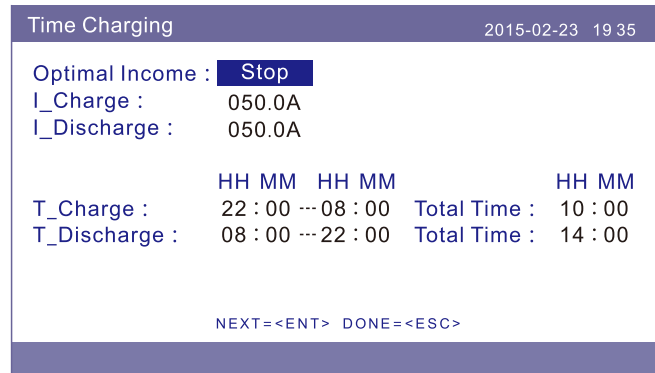 Time Charging 2015-02-23 19 35
Optimal Income : Stop
I_Charge : 050.0A
I_Discharge : 050.0A
HH MM HH MM HH MM
T_Charge : 22 : 00 --- 08 : 00 Total Time : 10 : 00
T_Discharge : 08 : 00 --- 22 : 00 Total Time : 14 : 00
NEXT=<ENT> DONE=<ESC>